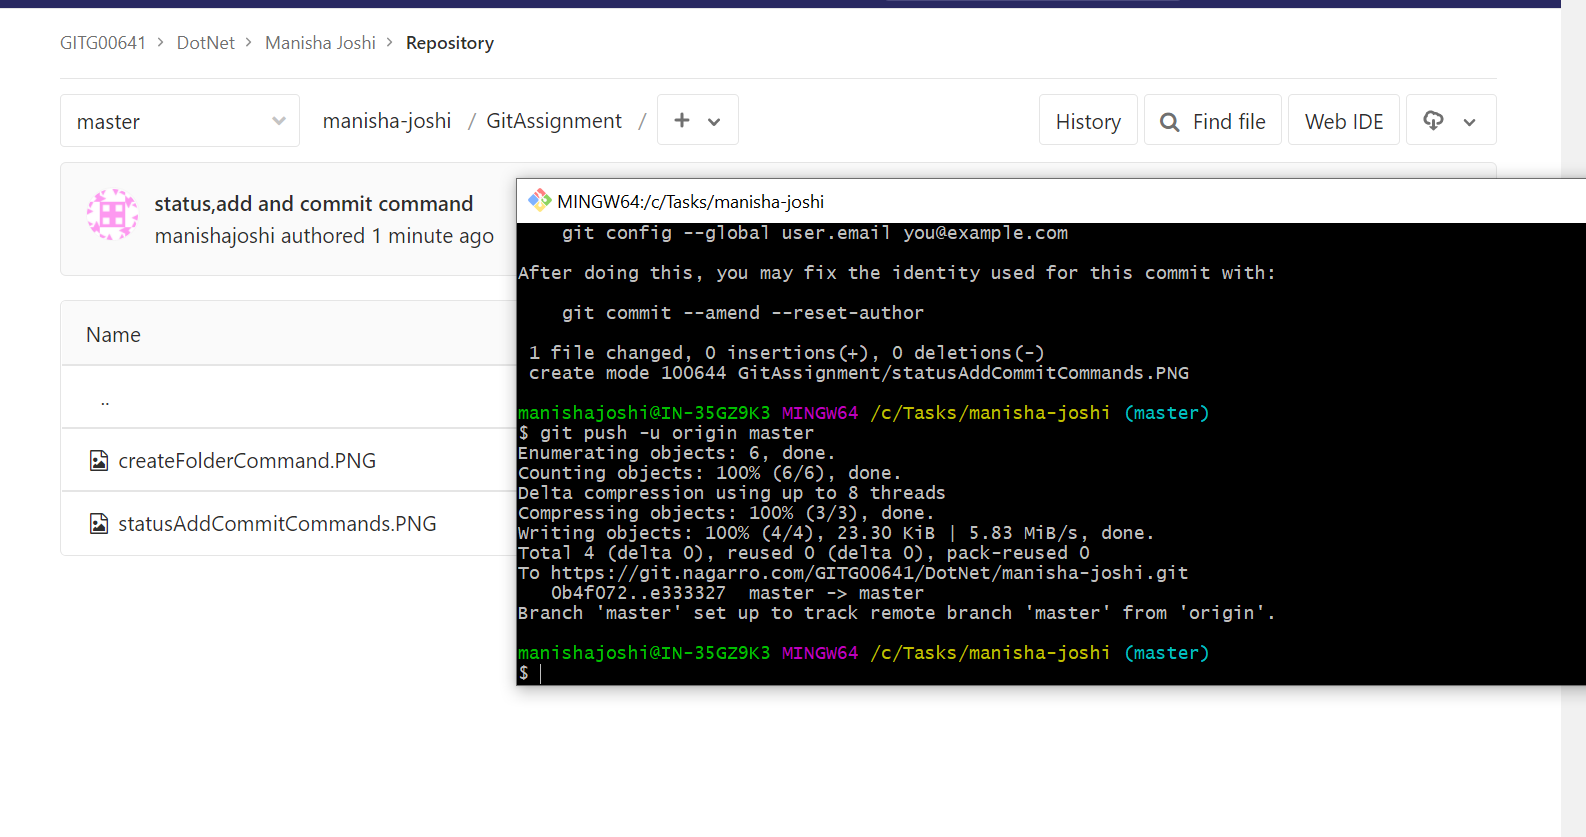 GITG00641 > DotNet > Manisha Joshi > Repository
master
manisha-joshi / GitAssignment / +
History
Find file
Web IDE
status,add and commit command
manishajoshi authored 1 minute ago
Name
..
createFolderCommand.PNG
statusAddCommitCommands.PNG
MINGW64:/c/Tasks/manisha-joshi
git config --global user.email you@example.com
After doing this, you may fix the identity used for this commit with:
git commit --amend --reset-author
1 file changed, 0 insertions(+), 0 deletions(-)
create mode 100644 GitAssignment/statusAddCommitCommands.PNG
manishajoshi@IN-35GZ9K3 MINGW64 /c/Tasks/manisha-joshi (master)
$ git push -u origin master
Enumerating objects: 6, done.
Counting objects: 100% (6/6), done.
Delta compression using up to 8 threads
Compressing objects: 100% (3/3), done.
Writing objects: 100% (4/4), 23.30 KiB | 5.83 MiB/s, done.
Total 4 (delta 0), reused 0 (delta 0), pack-reused 0
To https://git.nagarro.com/GITG00641/DotNet/manisha-joshi.git
0b4f072..e333327  master -> master
Branch 'master' set up to track remote branch 'master' from 'origin'.
manishajoshi@IN-35GZ9K3 MINGW64 /c/Tasks/manisha-joshi (master)
$